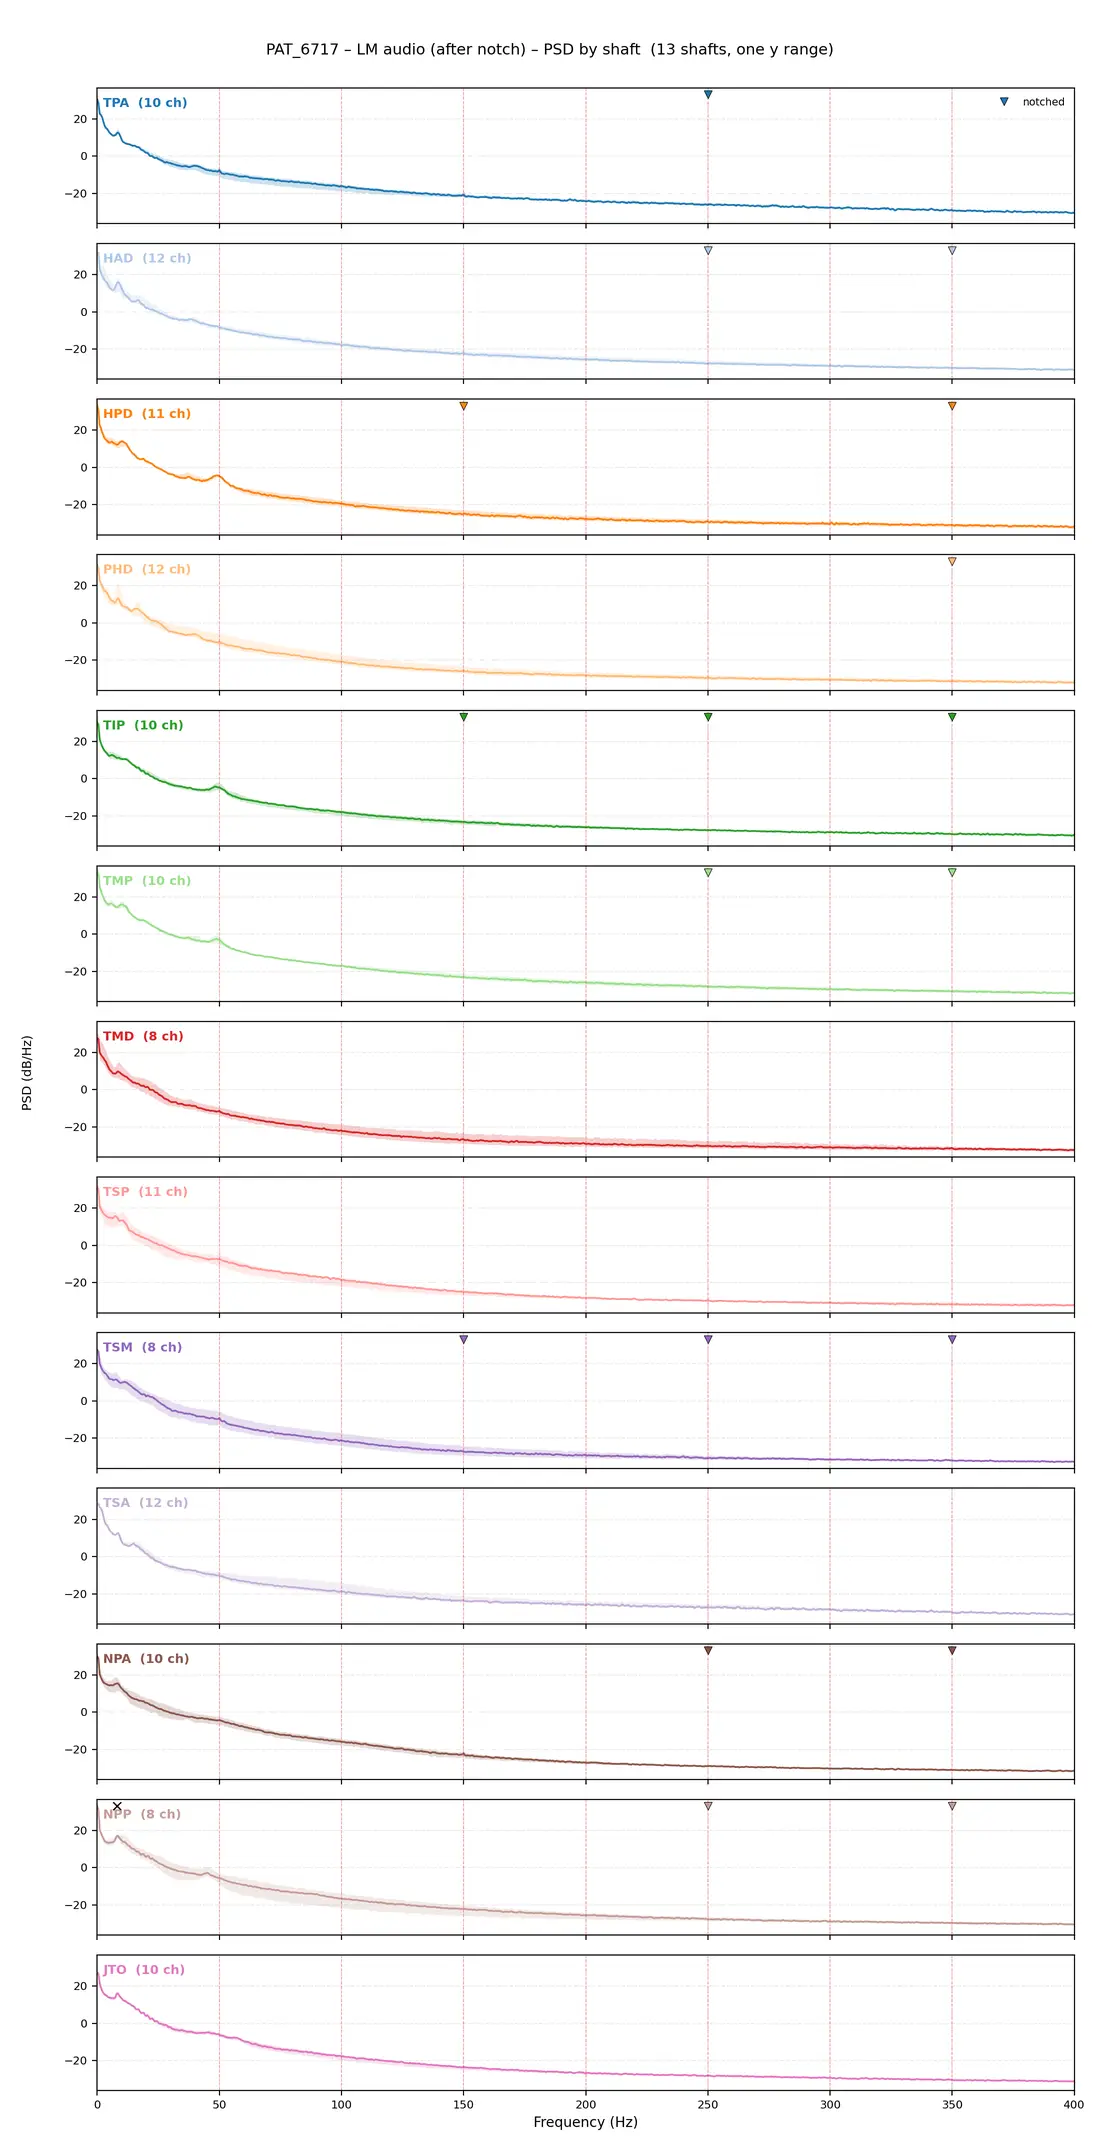 PAT_6717 – LM audio (after notch) – PSD by shaft  (13 shafts, one y range)
TPA  (10 ch)
notched
20
0
−20
HAD  (12 ch)
20
0
−20
HPD  (11 ch)
20
0
−20
PHD  (12 ch)
20
0
−20
TIP  (10 ch)
20
0
−20
TMP  (10 ch)
20
0
−20
TMD  (8 ch)
20
0
−20
PSD (dB/Hz)
TSP  (11 ch)
20
0
−20
TSM  (8 ch)
20
0
−20
TSA  (12 ch)
20
0
−20
NPA  (10 ch)
20
0
−20
NPP  (8 ch)
20
0
−20
JTO  (10 ch)
20
0
−20
0 50 100 150 200 250 300 350 400
Frequency (Hz)